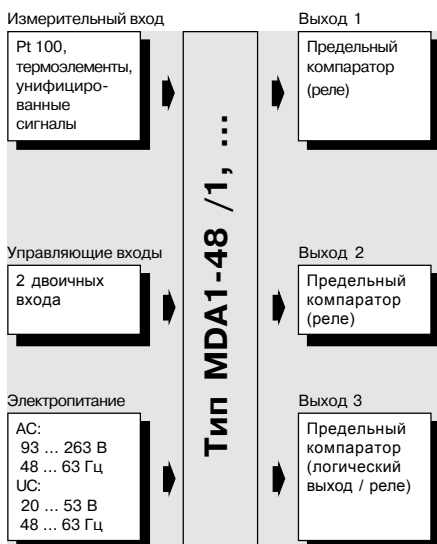 Измерительный вход
Pt 100,
термоэлементы,
унифициро-
ванные
сигналы
Управляющие входы
2 двоичных
входа
Электропитание
AC:
93 ... 263 В
48 ... 63 Гц
UC:
20 ... 53 В
48 ... 63 Гц
Тип MDA1-48 /1, ...
Выход 1
Предельный
компаратор
(реле)
Выход 2
Предельный
компаратор
(реле)
Выход 3
Предельный
компаратор
(логический
выход / реле)